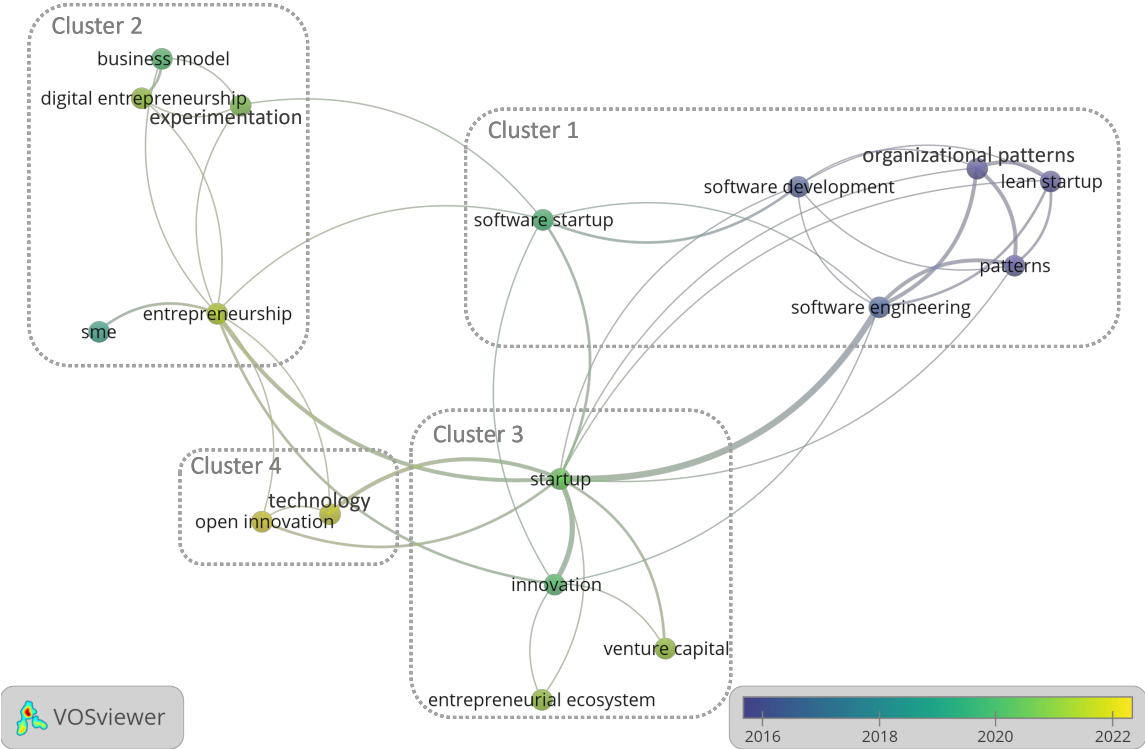 Cluster 2
business model
digital entrepreneurship
experimentation
entrepreneurship
sme
Cluster 1
organizational patterns
software development
lean startup
software startup
patterns
software engineering
Cluster 4
technology
open innovation
Cluster 3
startup
innovation
venture capital
entrepreneurial ecosystem
VOSviewer
2016 2018 2020 2022